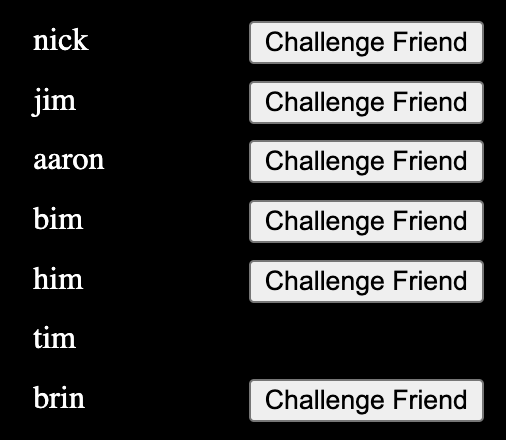 nick Challenge Friend
jim Challenge Friend
aaron Challenge Friend
bim Challenge Friend
him Challenge Friend
tim
brin Challenge Friend